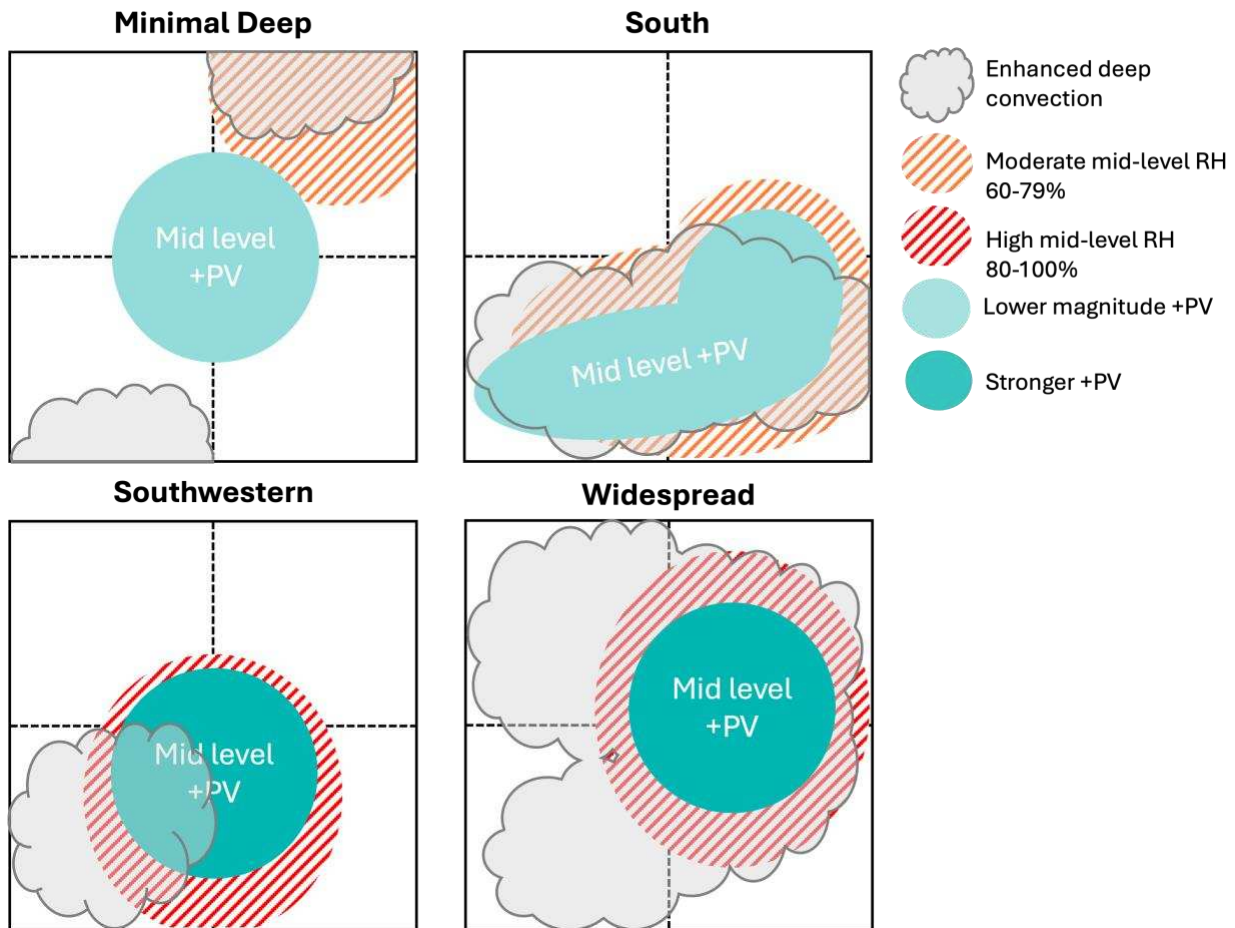 Minimal Deep
South
Mid level
+PV
Mid level +PV
Enhanced deep
convection
Moderate mid-level RH
60-79%
High mid-level RH
80-100%
Lower magnitude +PV
Stronger +PV
Southwestern
Widespread
Mid level
+PV
Mid level
+PV